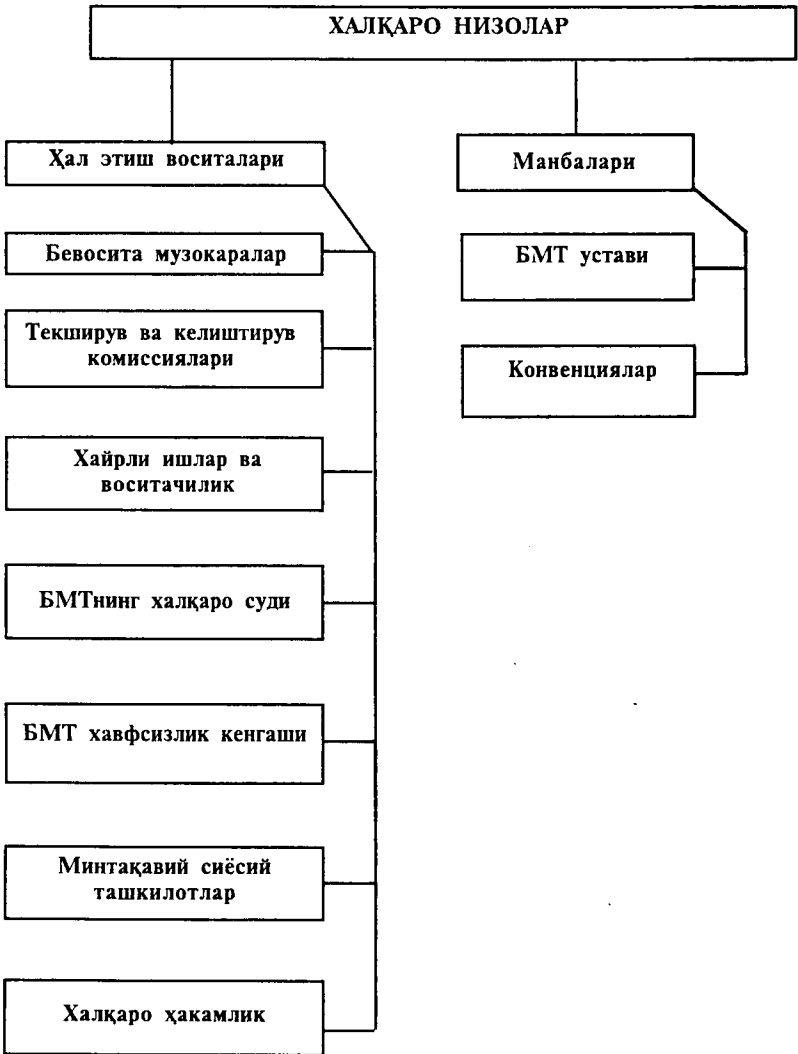 ХАЛҚАРО НИЗОЛАР
Ҳал этиш воситалари
Бевосита музокаралар
Текширув ва келиштирув
комиссиялари
Хайрли ишлар ва
воситачилик
БМТнинг халқаро суди
БМТ хавфсизлик кенгаши
Минтақавий сиёсий
ташкилотлар
Халқаро ҳакамлик
Манбалари
БМТ устави
Конвенциялар